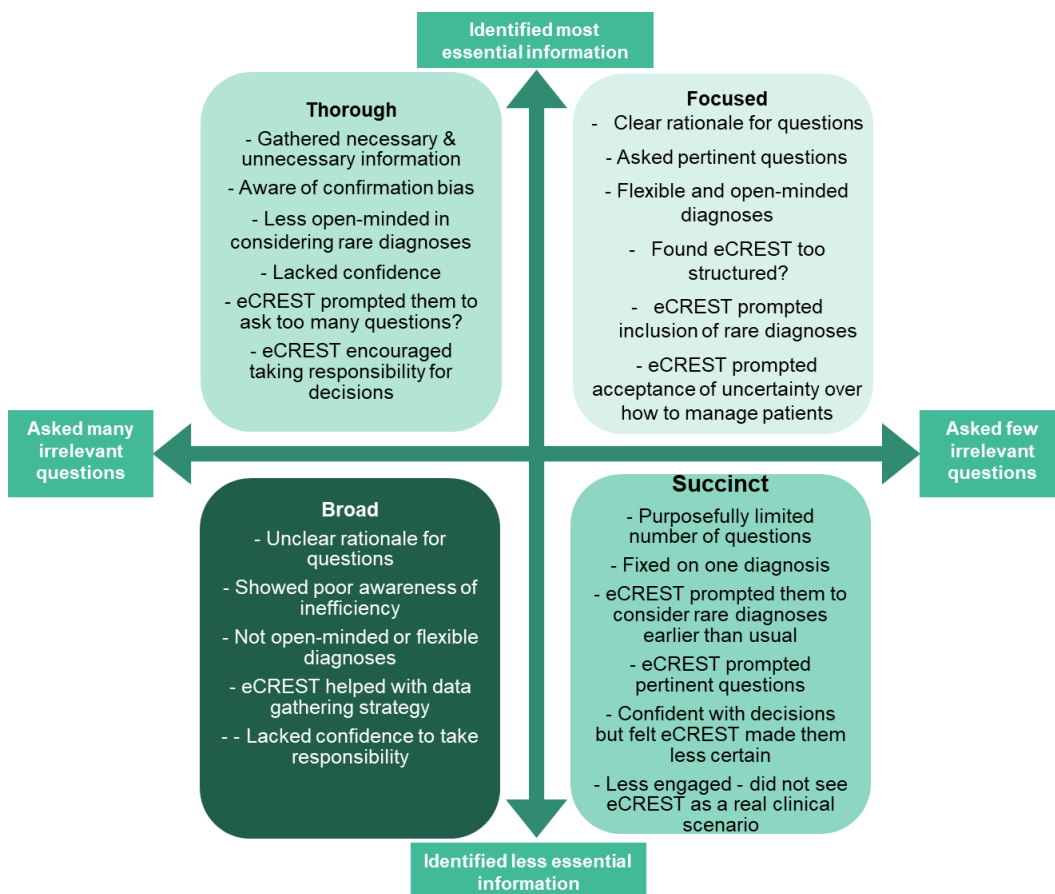 Identified most
essential information
Thorough
- Gathered necessary &
unnecessary information
- Aware of confirmation bias
- Less open-minded in
considering rare diagnoses
- Lacked confidence
- eCREST prompted them to
ask too many questions?
- eCREST encouraged
taking responsibility for
decisions
Focused
- Clear rationale for questions
- Asked pertinent questions
- Flexible and open-minded
diagnoses
- Found eCREST too
structured?
- eCREST prompted
inclusion of rare diagnoses
- eCREST prompted
acceptance of uncertainty over
how to manage patients
Asked many
irrelevant
questions
Asked few
irrelevant
questions
Broad
- Unclear rationale for
questions
- Showed poor awareness of
inefficiency
- Not open-minded or flexible
diagnoses
- eCREST helped with data
gathering strategy
- - Lacked confidence to take
responsibility
Succinct
- Purposefully limited
number of questions
- Fixed on one diagnosis
- eCREST prompted them to
consider rare diagnoses
earlier than usual
- eCREST prompted
pertinent questions
- Confident with decisions
but felt eCREST made them
less certain
- Less engaged - did not see
eCREST as a real clinical
scenario
Identified less essential
information